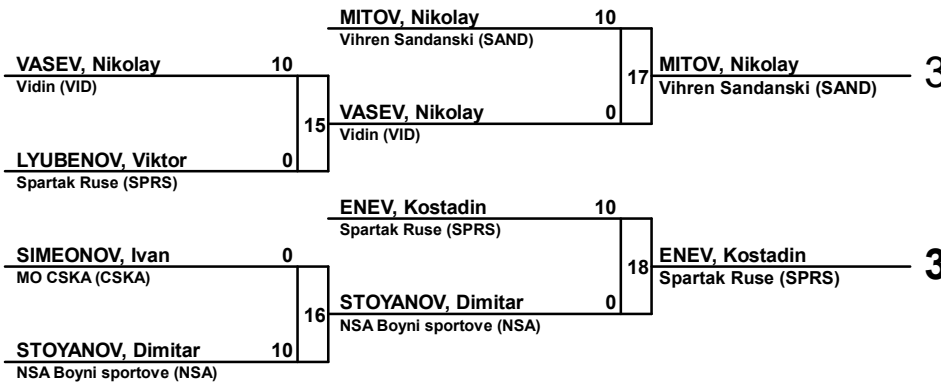 MITOV, Nikolay 10
Vihren Sandanski (SAND)
VASEV, Nikolay 10
Vidin (VID)
17
MITOV, Nikolay
Vihren Sandanski (SAND)
3
15
VASEV, Nikolay 0
Vidin (VID)
LYUBENOV, Viktor 0
Spartak Ruse (SPRS)
ENEV, Kostadin 10
Spartak Ruse (SPRS)
SIMEONOV, Ivan 0
MO CSKA (CSKA)
18
ENEV, Kostadin
Spartak Ruse (SPRS)
3
16
STOYANOV, Dimitar 0
NSA Boyni sportove (NSA)
STOYANOV, Dimitar 10
NSA Boyni sportove (NSA)